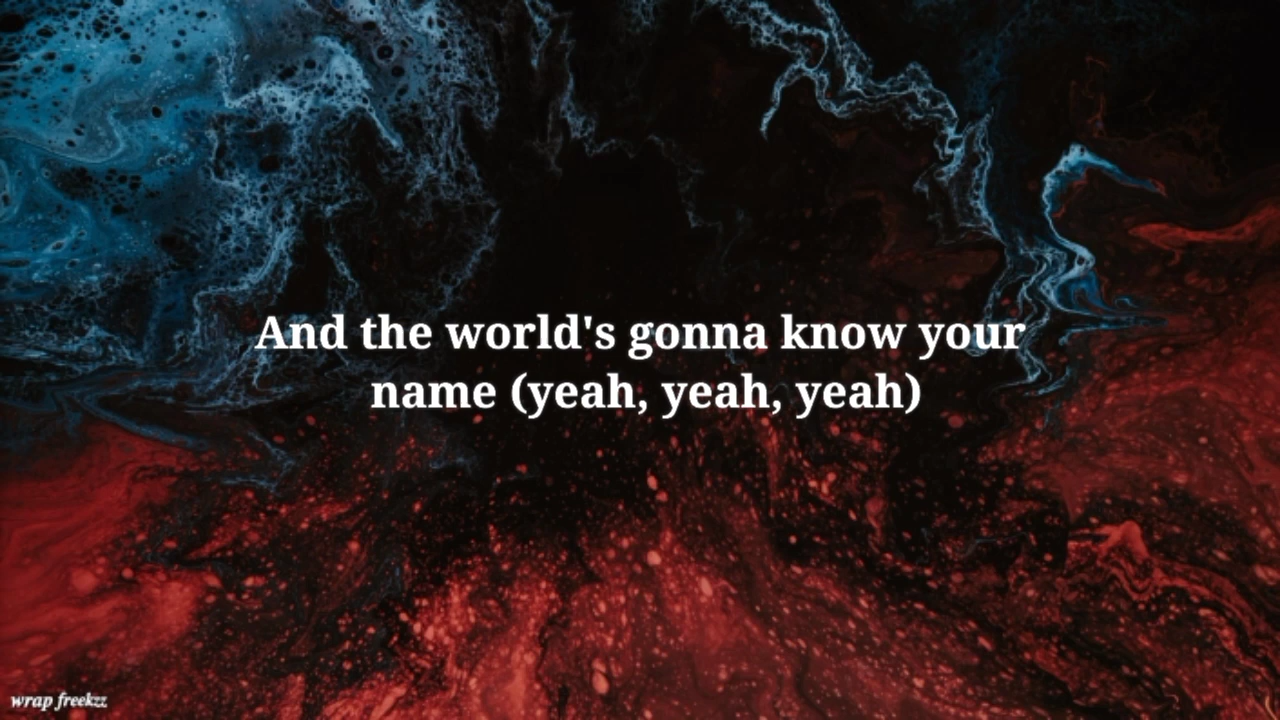 And the world's gonna know your
name (yeah, yeah, yeah)
wrap freekzz